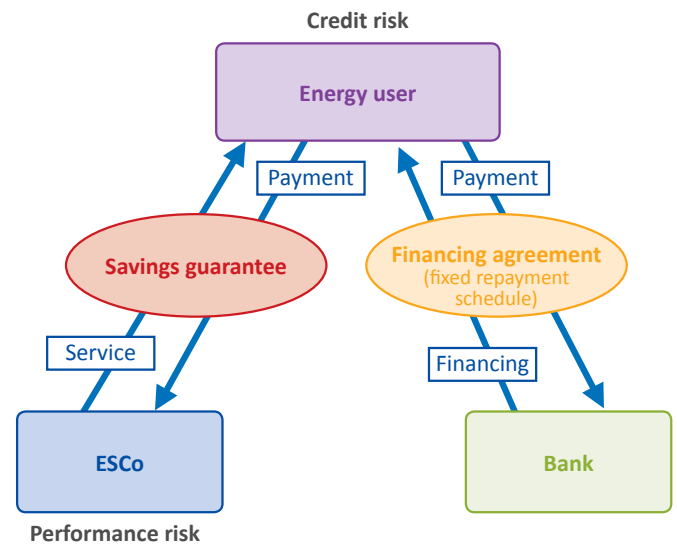 Credit risk
Energy user
Payment
Payment
Savings guarantee
Financing agreement
(fixed repayment
schedule)
Service
Financing
ESCo
Bank
Performance risk